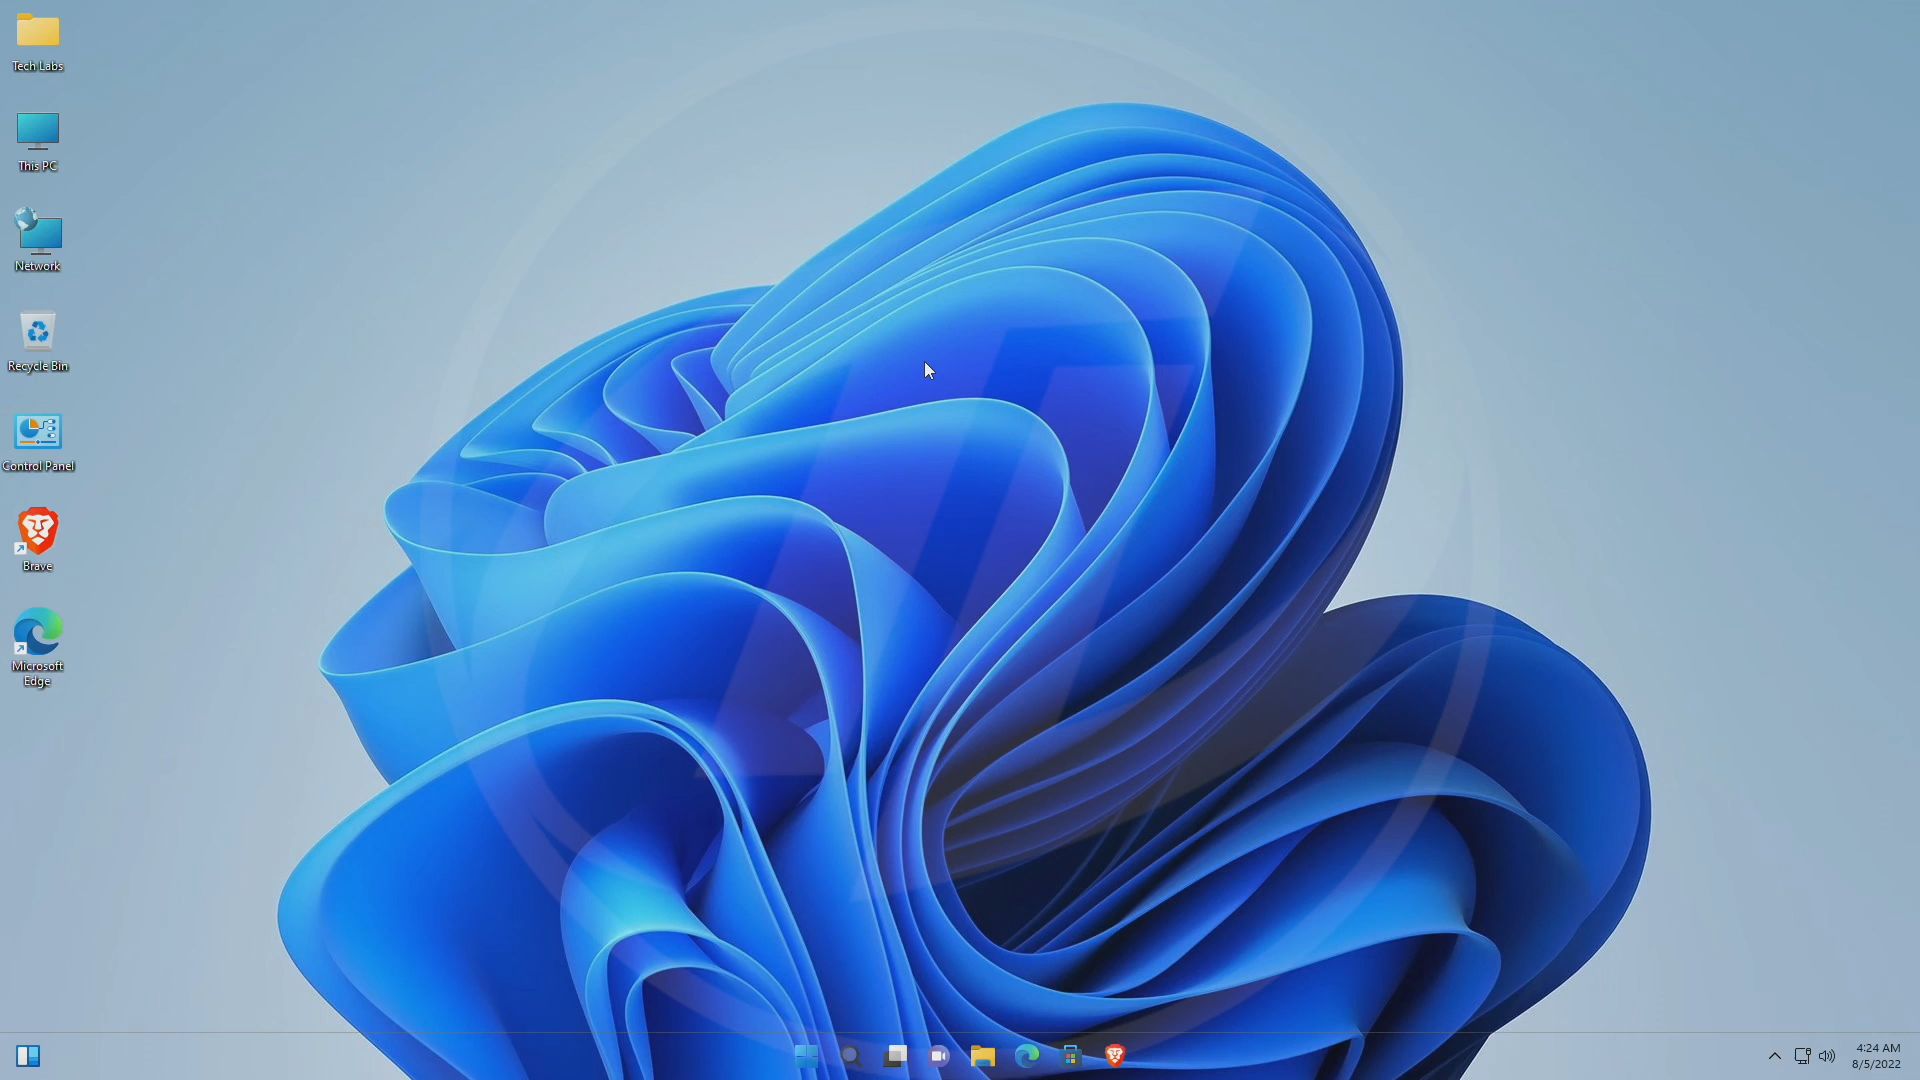 Tech Labs
This PC
Network
Recycle Bin
Control Panel
Brave
Microsoft
Edge
4:24 AM
8/5/2022